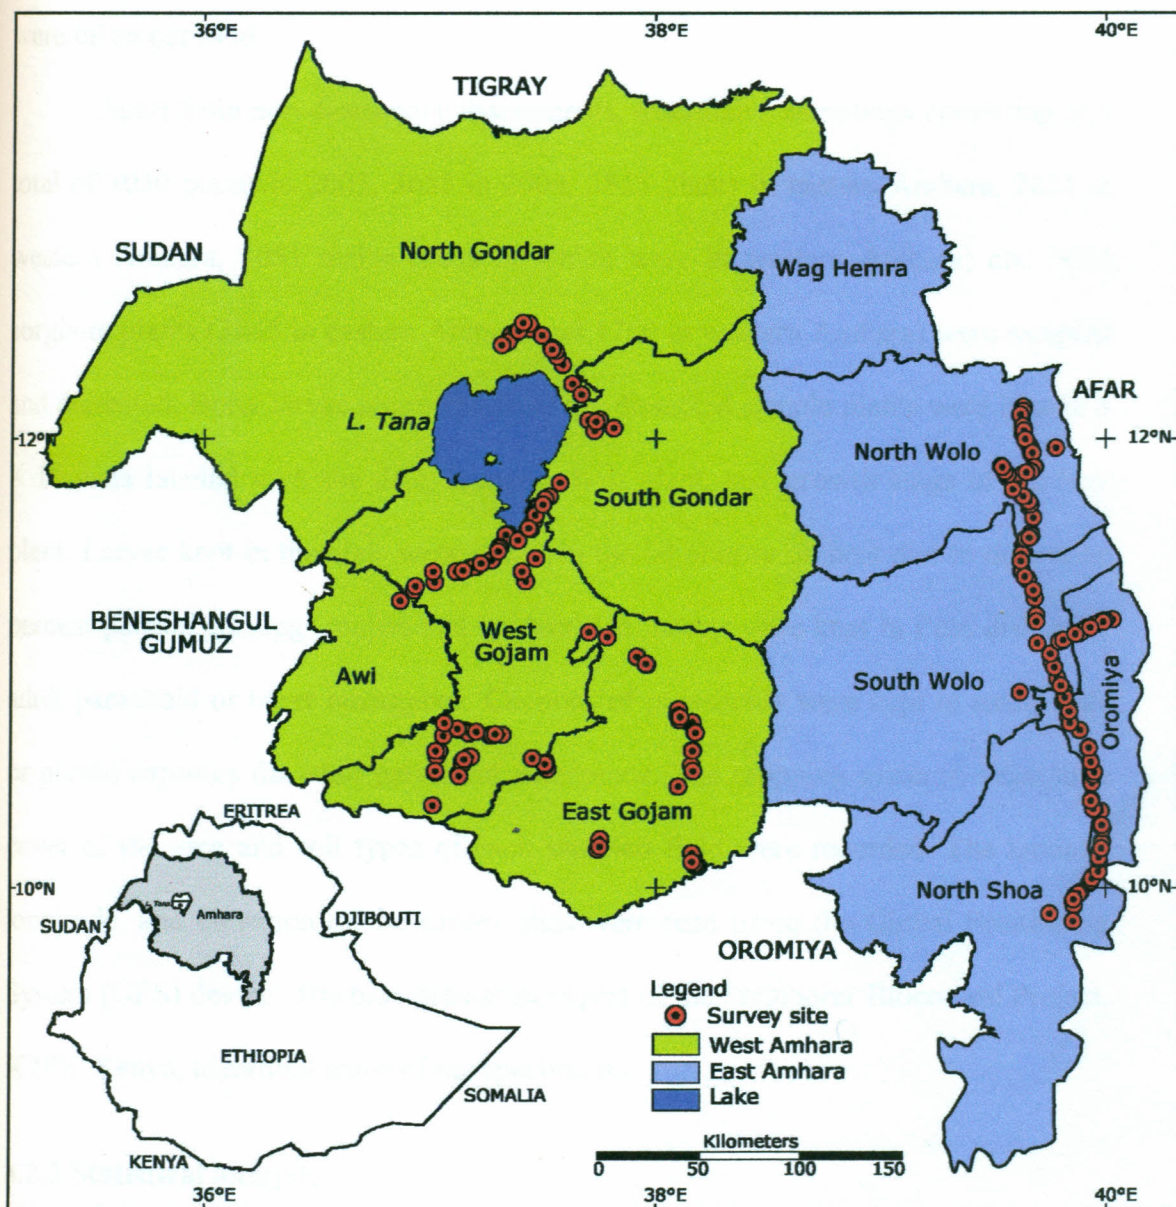 36°E 38°E 40°E
TIGRAY
SUDAN
North Gondar
Wag Hemra
AFAR
L. Tana
12°N 12°N
North Wolo
South Gondar
BENESHANGUL
GUMUZ
West
Gojam
Awi
South Wolo
Oromiya
East Gojam
ERITREA
10°N 10°N
North Shoa
L. Tana
Amhara
SUDAN
DJIBOUTI
OROMIYA
Legend
Survey site
West Amhara
East Amhara
Lake
ETHIOPIA
SOMALIA
KENYA
Kilometers
0 50 100 150
36°E 38°E 40°E